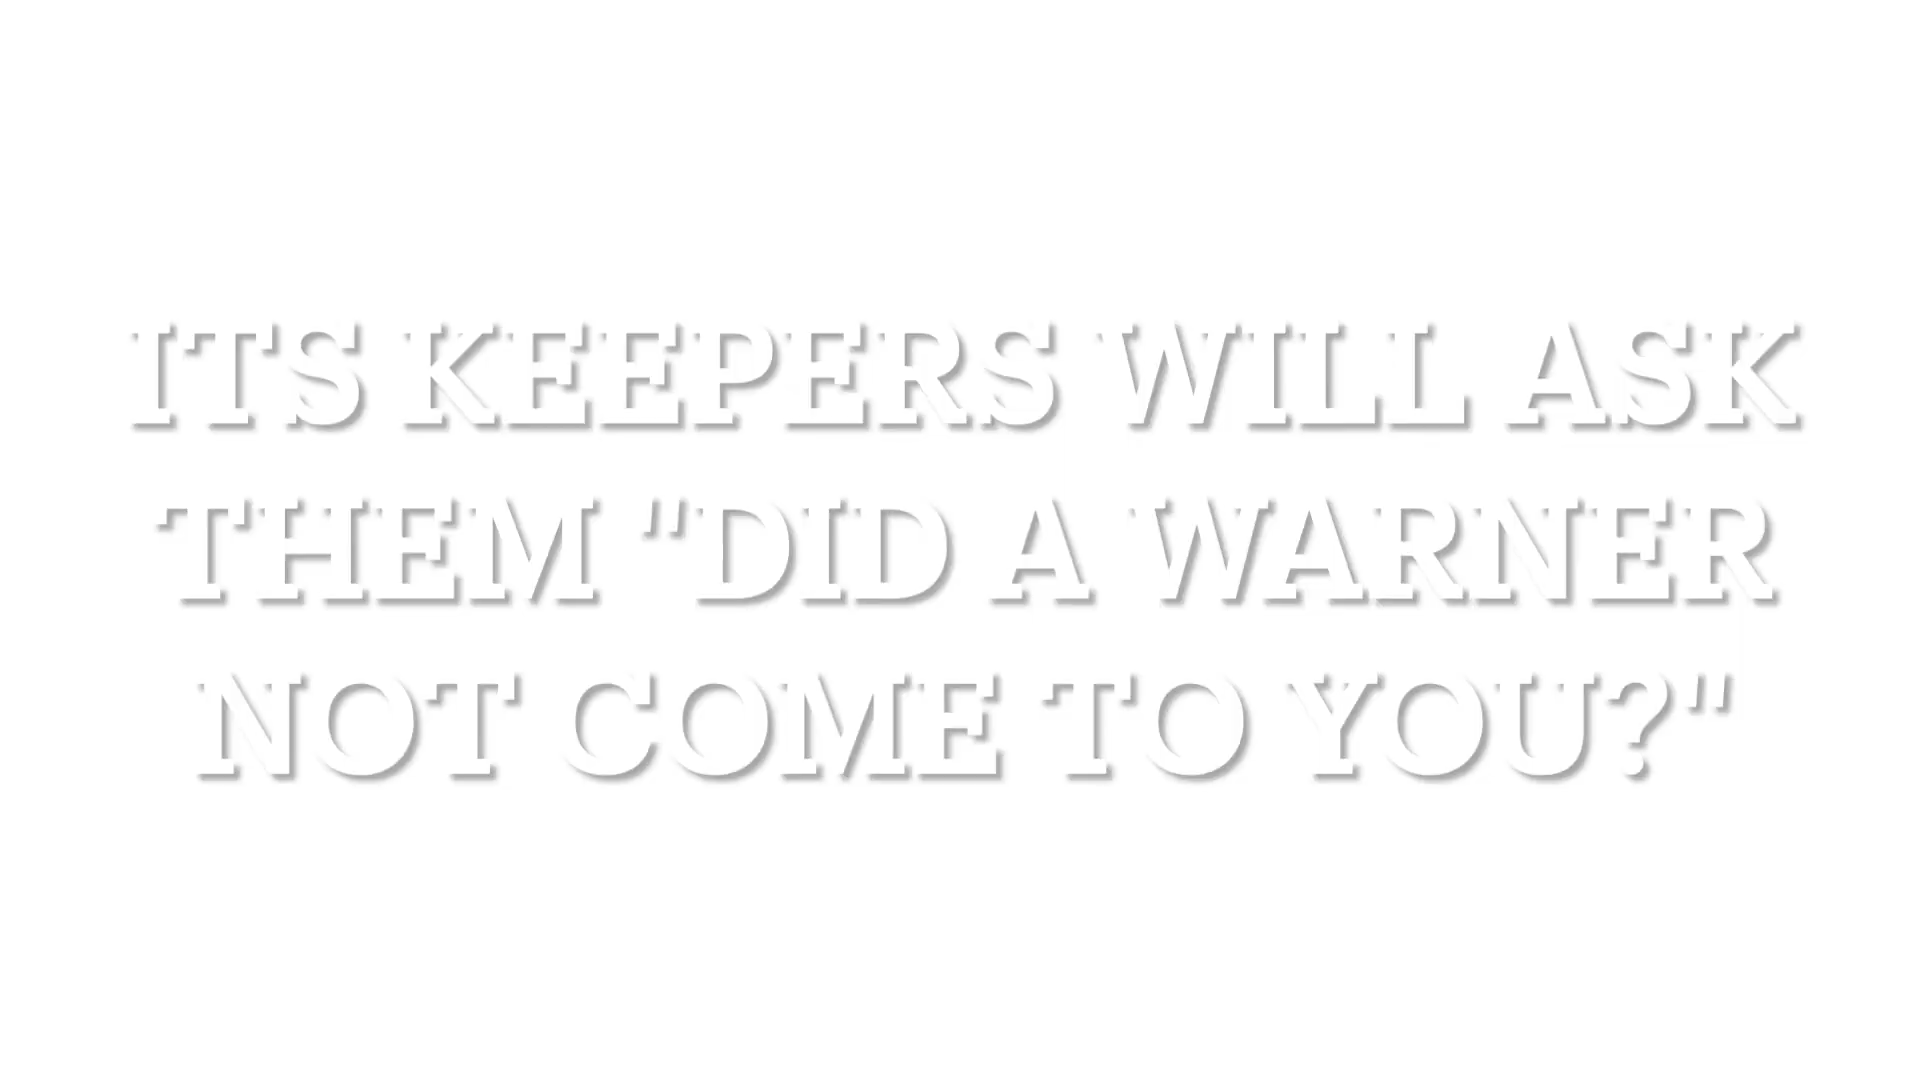 ITS KEEPERS WILL ASK
THEM "DID A WARNER
NOT COME TO YOU?"